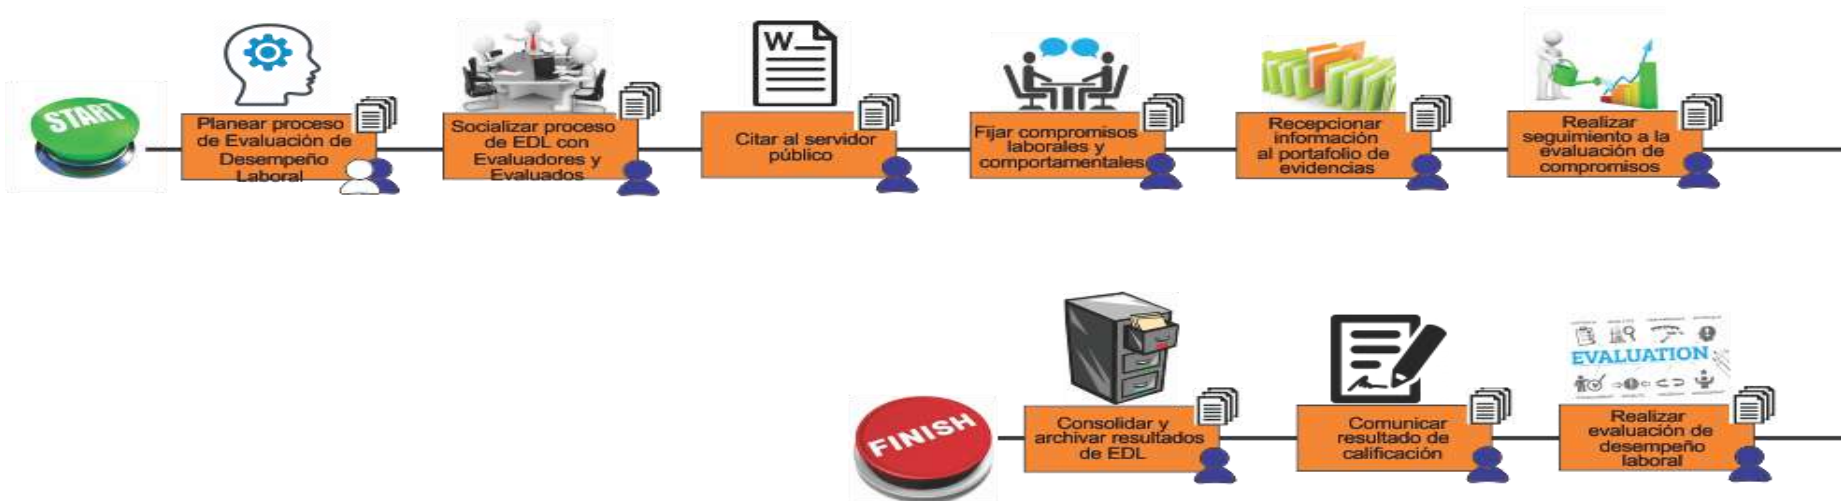 START
Planear proceso
de Evaluación de
Desempeño
Laboral
Socializar proceso
de EDL con
Evaluadores y
Evaluados
W
Citar al servidor
público
Fijar compromisos
laborales y
comportamentales
Recepcionar
información
al portafolio de
evidencias
Realizar
seguimiento a la
evaluación de
compromisos
FINISH
Consolidar y
archivar resultados
de EDL
Comunicar
resultado de
calificación
EVALUATION
Realizar
evaluación de
desempeño
laboral